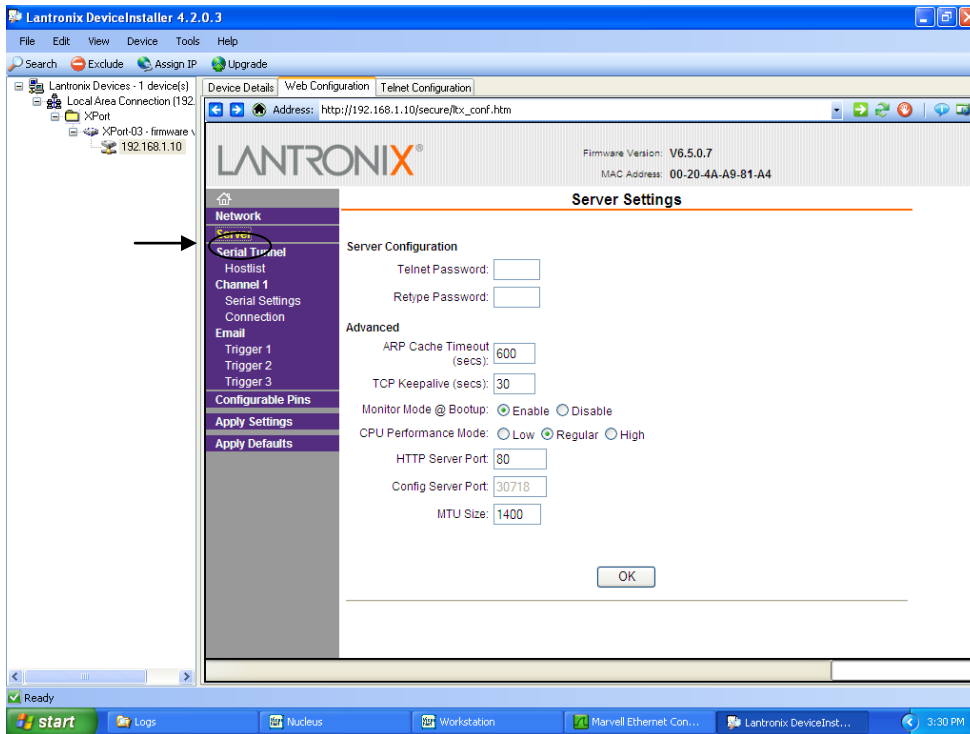 Lantronix DeviceInstaller 4.2.0.3
File Edit View Device Tools Help
Search Exclude Assign IP Upgrade
Lantronix Devices - 1 device(s)
Local Area Connection (192.
XPort
XPort-03 - firmware v
192.168.1.10
Device Details Web Configuration Telnet Configuration
Address: http://192.168.1.10/secure/ltx_conf.htm
LANTRONIX®
Firmware Version: V6.5.0.7
MAC Address: 00-20-4A-A9-81-A4
Network
Server
Serial Tunnel
Hostlist
Channel 1
Serial Settings
Connection
Email
Trigger 1
Trigger 2
Trigger 3
Configurable Pins
Apply Settings
Apply Defaults
Server Settings
Server Configuration
Telnet Password:
Retype Password:
Advanced
ARP Cache Timeout (secs): 600
TCP Keepalive (secs): 30
Monitor Mode @ Bootup: Enable Disable
CPU Performance Mode: Low Regular High
HTTP Server Port: 80
Config Server Port: 30718
MTU Size: 1400
OK
Ready
start Logs Nucleus Workstation Marvell Ethernet Con... Lantronix DeviceInst... 3:30 PM